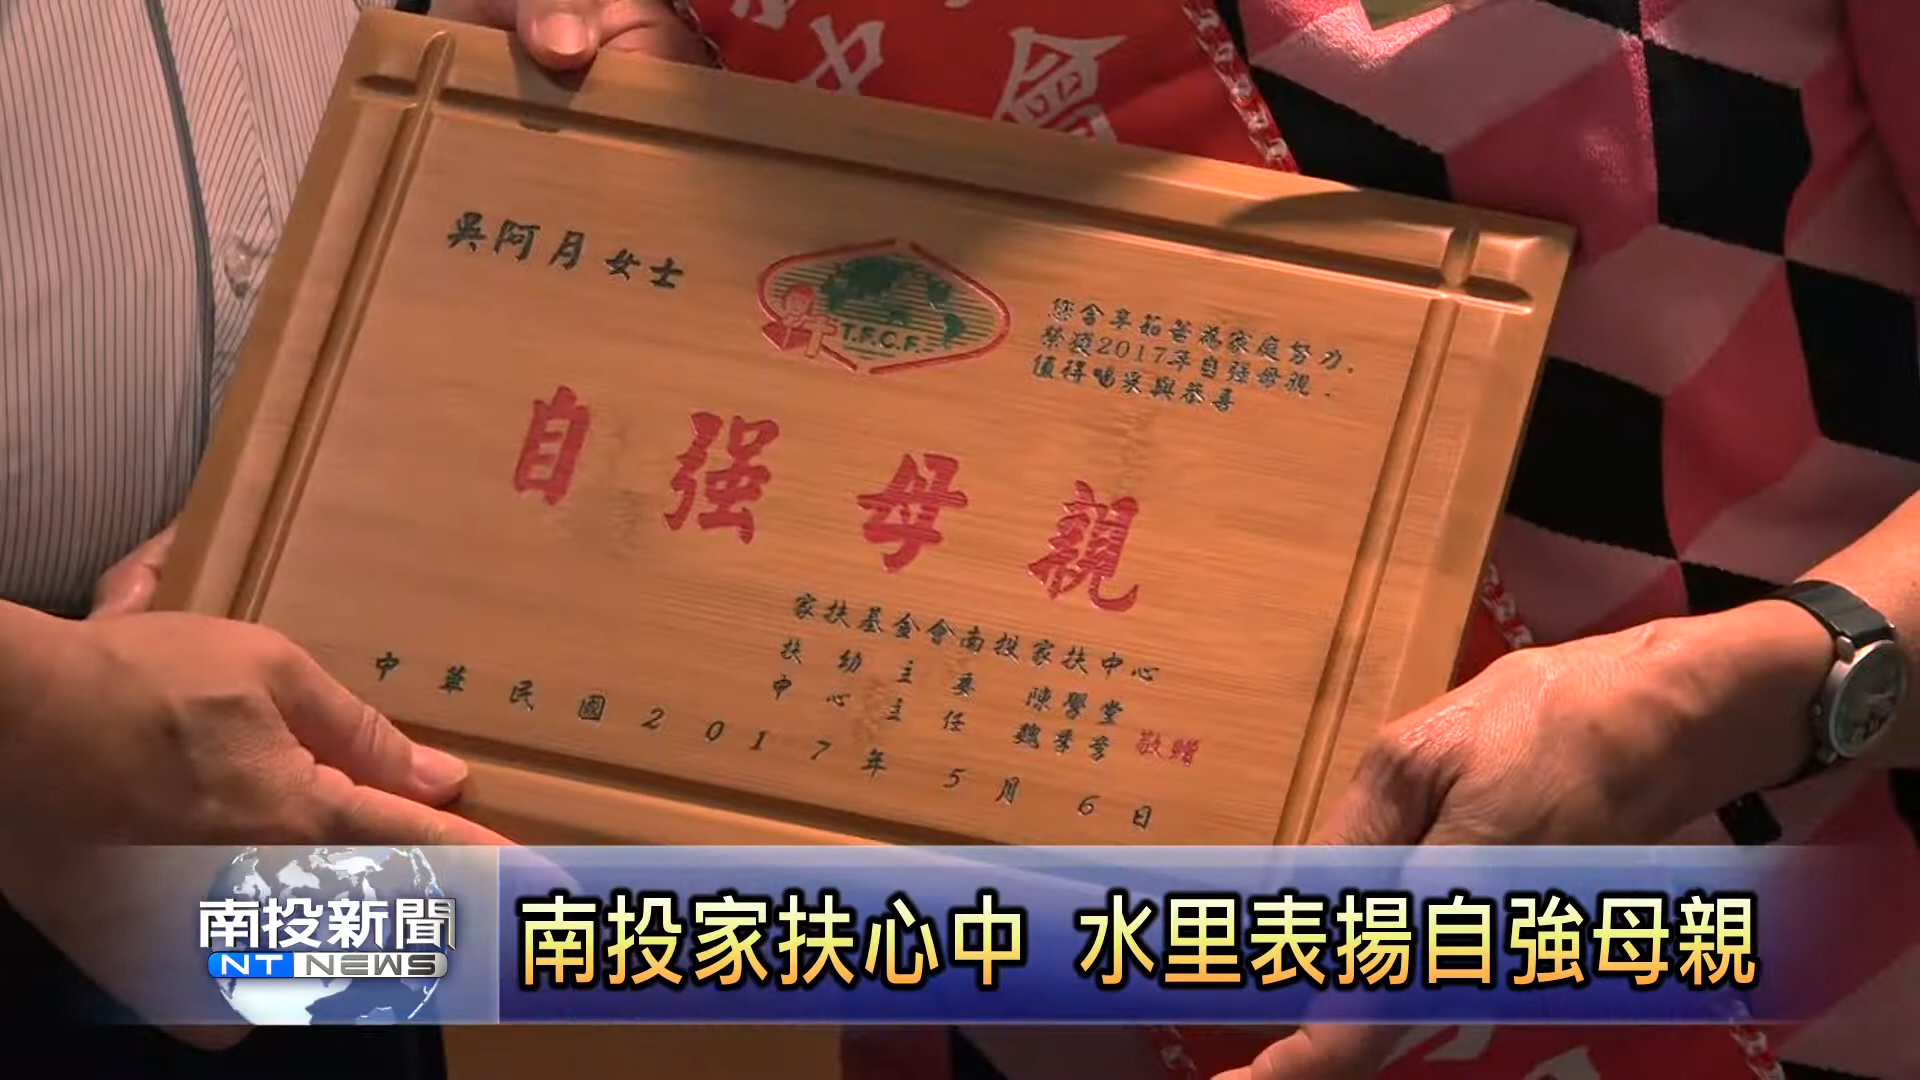 會
吳阿月女士
T.F.C.F.
您含辛茹苦為家庭努力,
榮獲2017年自強母親.
值得喝采與恭喜
自強母親
家扶基金會南投家扶中心
扶幼主委 陳譽堂
中心主任 魏季 敬贈
中華民國2017年5月6日
南投新聞
NT NEWS
南投家扶心中 水里表揚自強母親